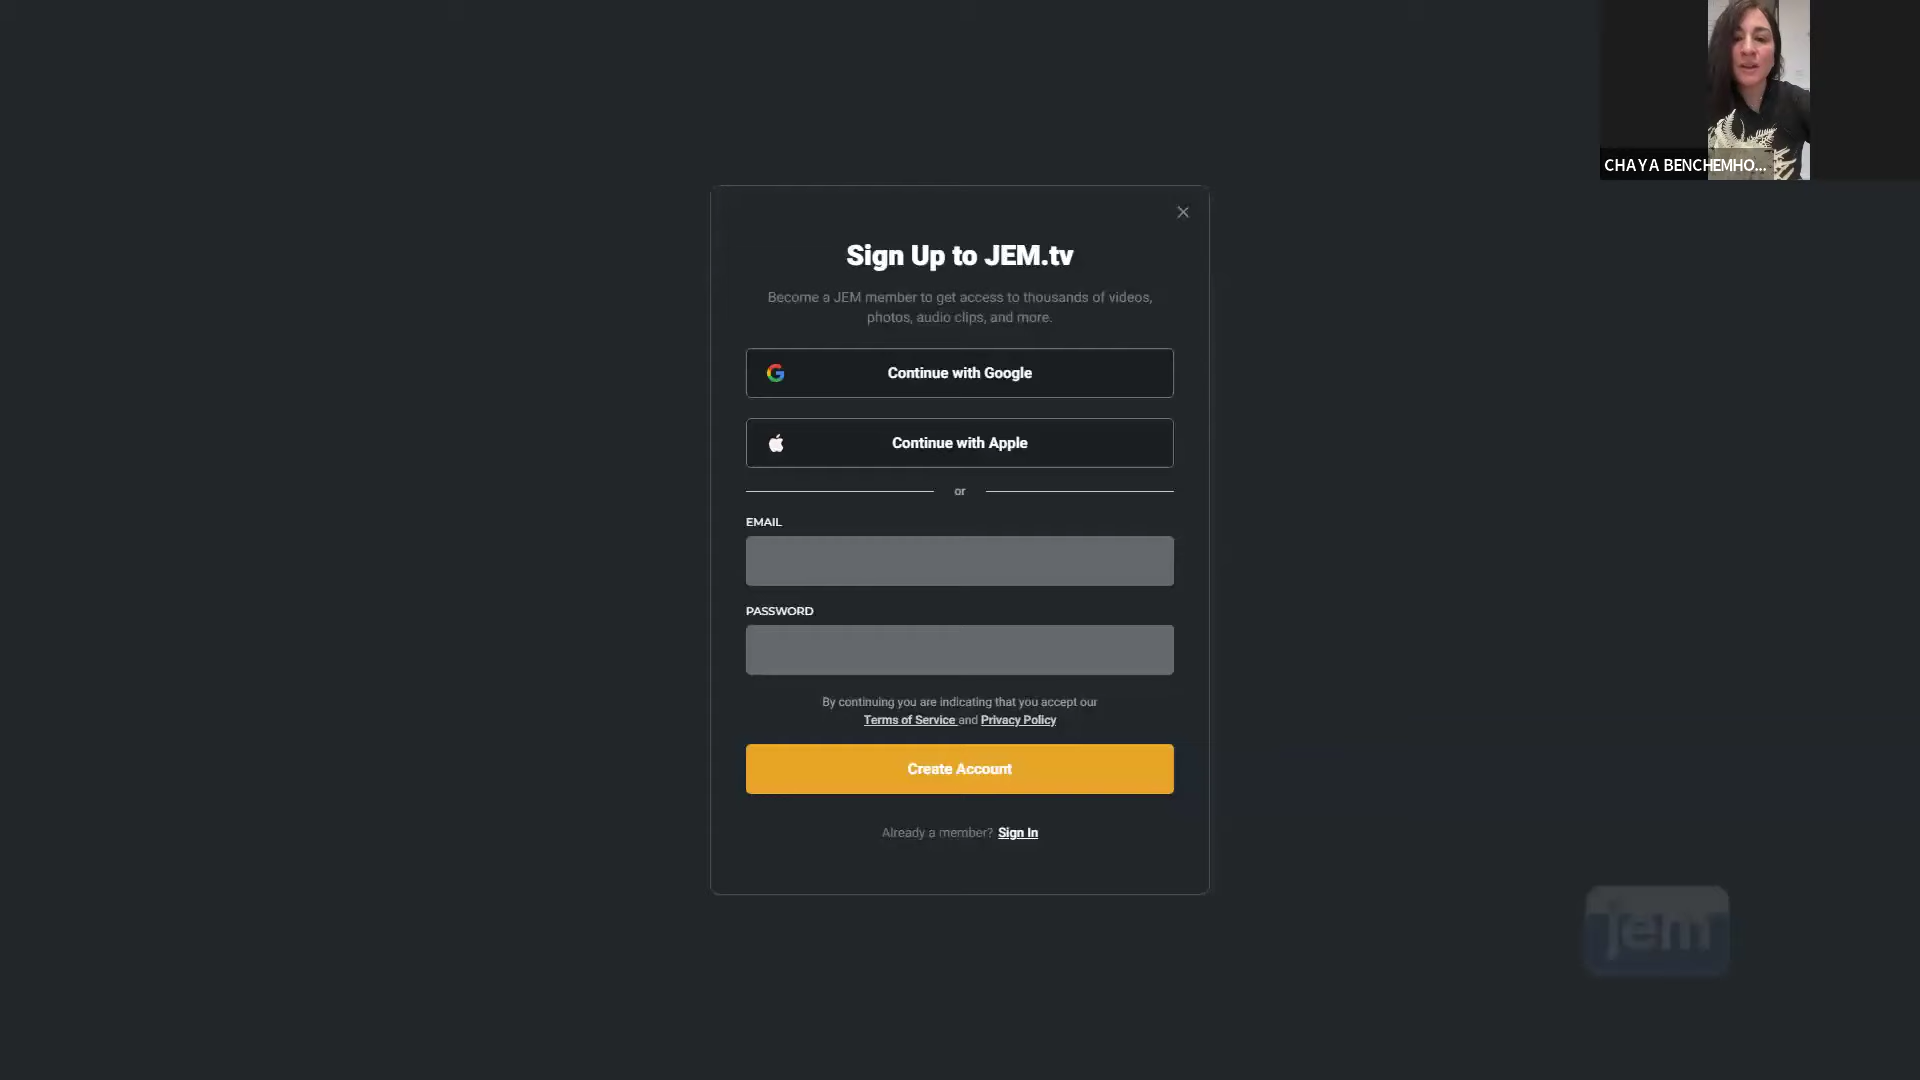 CHAYA BENCHEMHO...
Sign Up to JEM.tv
Become a JEM member to get access to thousands of videos,
photos, audio clips, and more.
Continue with Google
Continue with Apple
or
EMAIL
PASSWORD
By continuing you are indicating that you accept our
Terms of Service and Privacy Policy
Create Account
Already a member? Sign In
jem